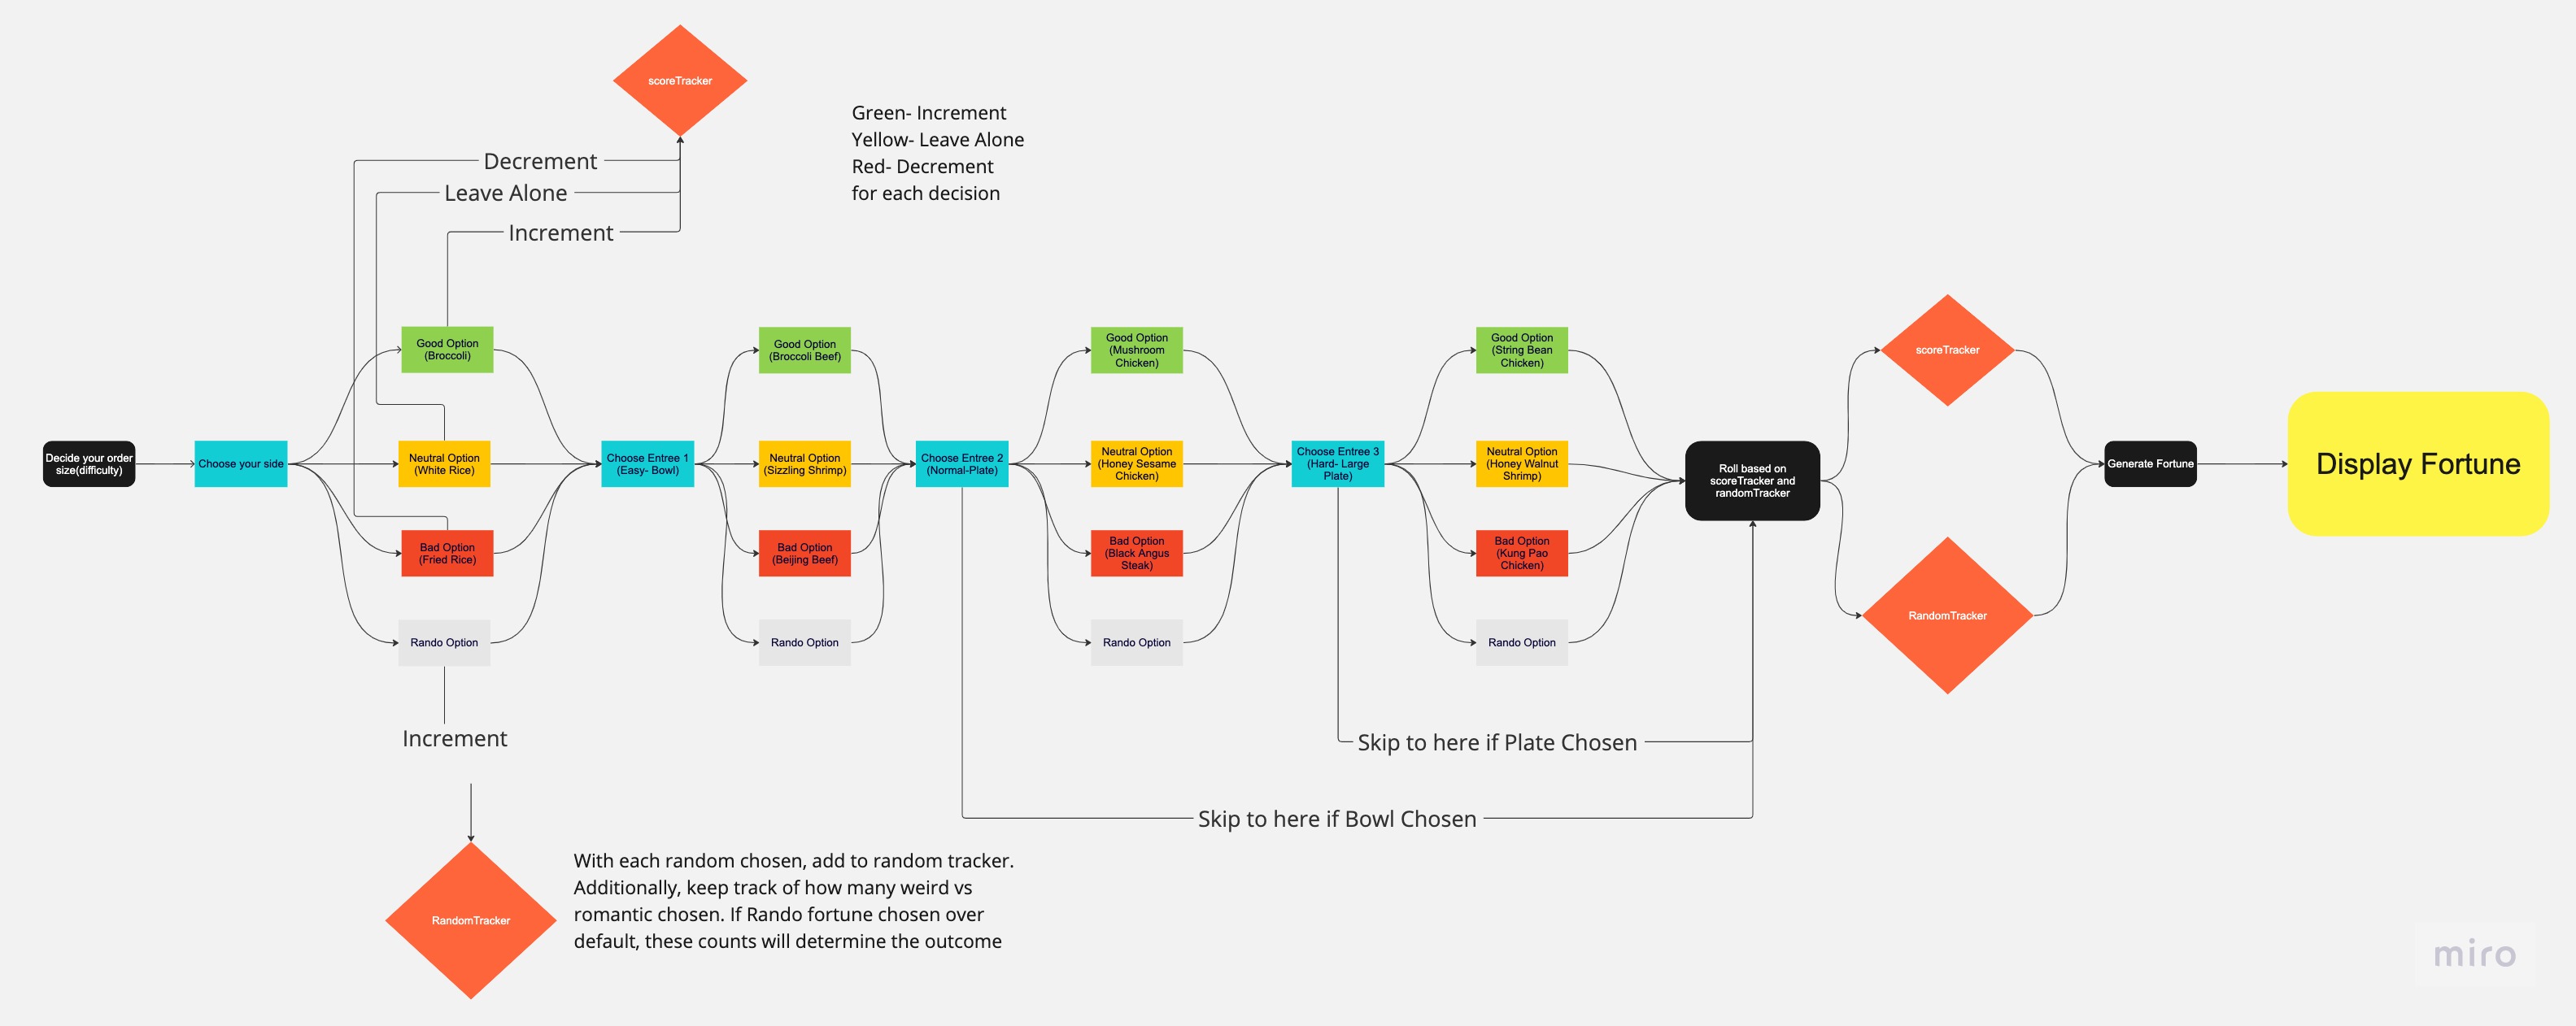 scoreTracker
Green- Increment
Yellow- Leave Alone
Red- Decrement
for each decision
Decrement
Leave Alone
Increment
Decide your order
size(difficulty)
Choose your side
Good Option
(Broccoli)
Neutral Option
(White Rice)
Bad Option
(Fried Rice)
Rando Option
Choose Entree 1
(Easy- Bowl)
Good Option
(Broccoli Beef)
Neutral Option
(Sizzling Shrimp)
Bad Option
(Beijing Beef)
Rando Option
Choose Entree 2
(Normal-Plate)
Good Option
(Mushroom
Chicken)
Neutral Option
(Honey Sesame
Chicken)
Bad Option
(Black Angus
Steak)
Rando Option
Choose Entree 3
(Hard- Large
Plate)
Good Option
(String Bean
Chicken)
Neutral Option
(Honey Walnut
Shrimp)
Bad Option
(Kung Pao
Chicken)
Rando Option
Roll based on
scoreTracker and
randomTracker
scoreTracker
RandomTracker
Generate Fortune
Display Fortune
Increment
Skip to here if Plate Chosen
Skip to here if Bowl Chosen
RandomTracker
With each random chosen, add to random tracker.
Additionally, keep track of how many weird vs
romantic chosen. If Rando fortune chosen over
default, these counts will determine the outcome
miro